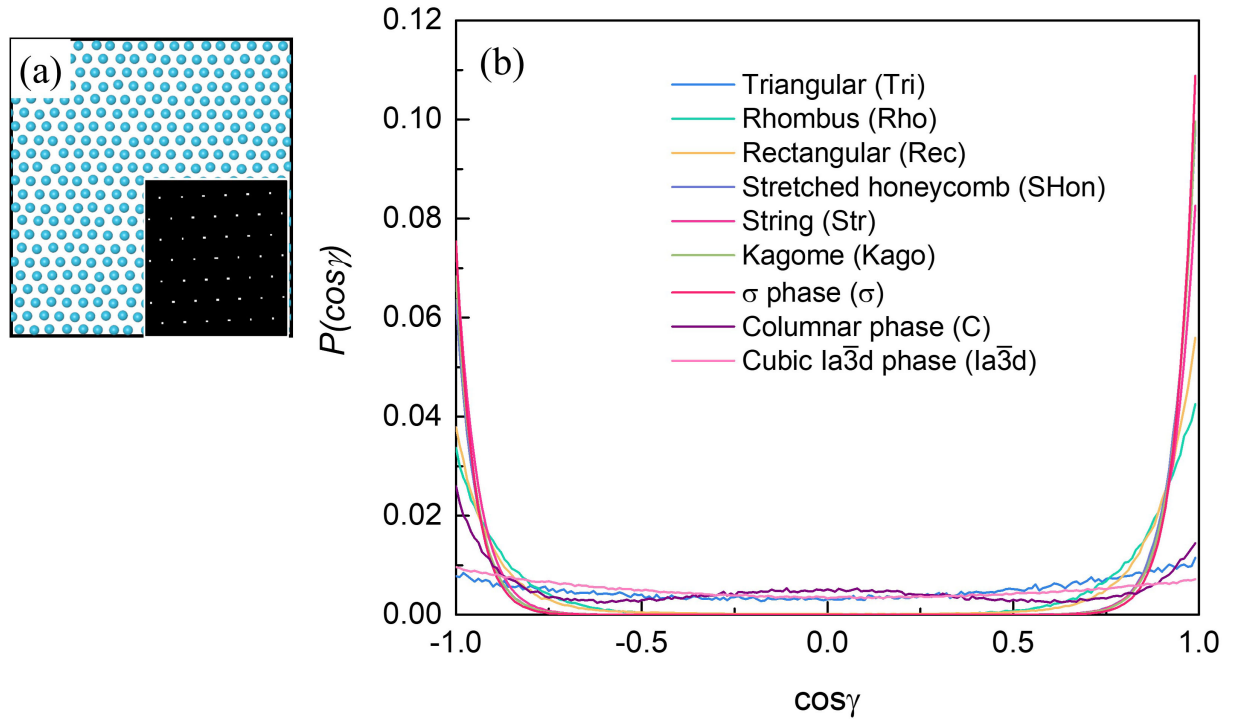 (a)
(b)
0.12
0.10
0.08
0.06
0.04
0.02
0.00
P(cosγ)
Triangular (Tri)
Rhombus (Rho)
Rectangular (Rec)
Stretched honeycomb (SHon)
String (Str)
Kagome (Kago)
σ phase (σ)
Columnar phase (C)
Cubic Ia3̅d phase (Ia3̅d)
-1.0 -0.5 0.0 0.5 1.0
cosγ